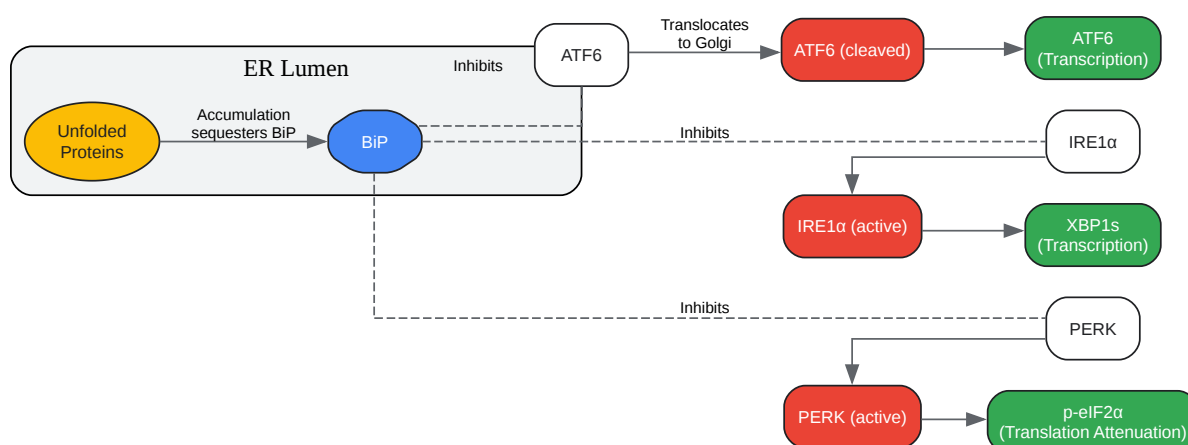 Translocates
to Golgi
ATF6
ATF6 (cleaved)
ATF6
(Transcription)
ER Lumen
Inhibits
Unfolded
Proteins
Accumulation
sequesters BiP
BiP
Inhibits
IRE1α
IRE1α (active)
XBP1s
(Transcription)
Inhibits
PERK
PERK (active)
p-eIF2α
(Translation Attenuation)